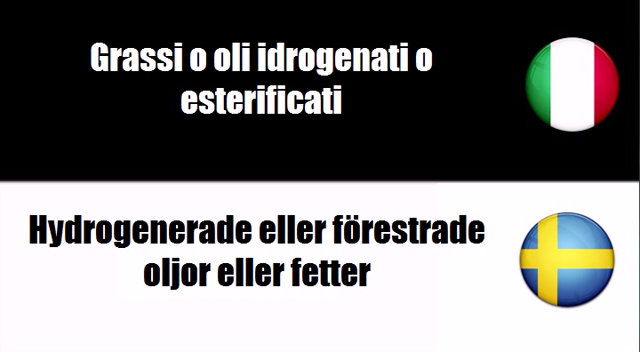 Grassi o oli idrogenati o
esterificati
Hydrogenerade eller förestrade
oljor eller fetter